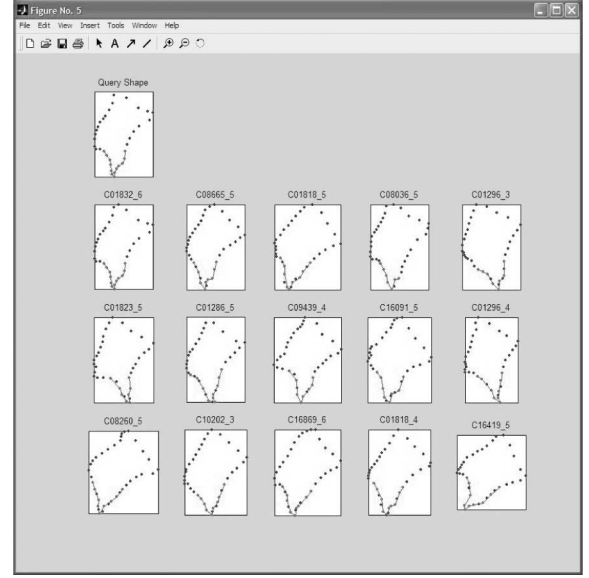 Figure No. 5
File Edit View Insert Tools Window Help
A
Query Shape
C01832_6 C08665_5 C01818_5 C08036_5 C01296_3
C01823_5 C01286_5 C09439_4 C16091_5 C01296_4
C08260_5 C10202_3 C16869_6 C01818_4 C16419_5